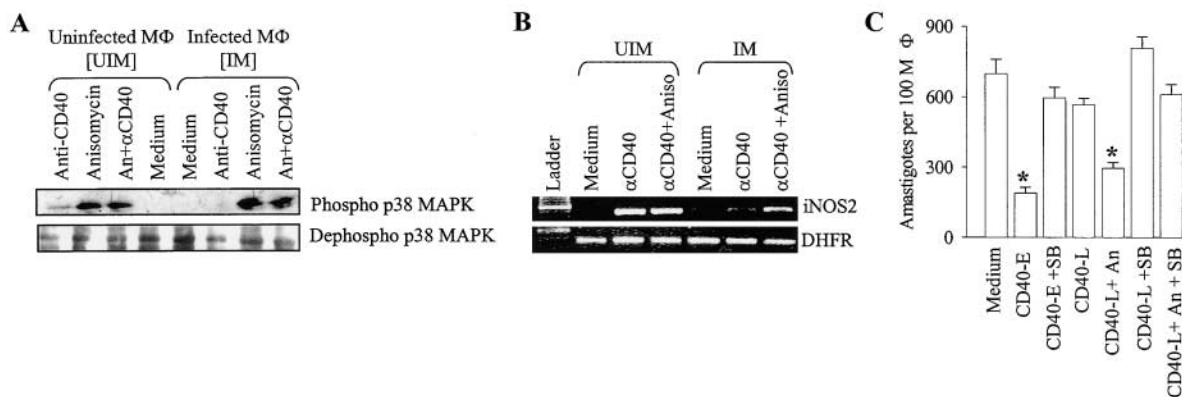 A
Uninfected MΦ
[UIM]
Infected MΦ
[IM]
Anti-CD40
Anisomycin
An+αCD40
Medium
Medium
Anti-CD40
Anisomycin
An+αCD40
Phospho p38 MAPK
Dephospho p38 MAPK
B
UIM
IM
Ladder
Medium
αCD40
αCD40+Aniso
Medium
αCD40
αCD40 +Aniso
iNOS2
DHFR
C
Amastigotes per 100 M Φ
900
600
300
0
*
*
Medium
CD40-E
CD40-E +SB
CD40-L
CD40-L+ An
CD40-L +SB
CD40-L+ An + SB